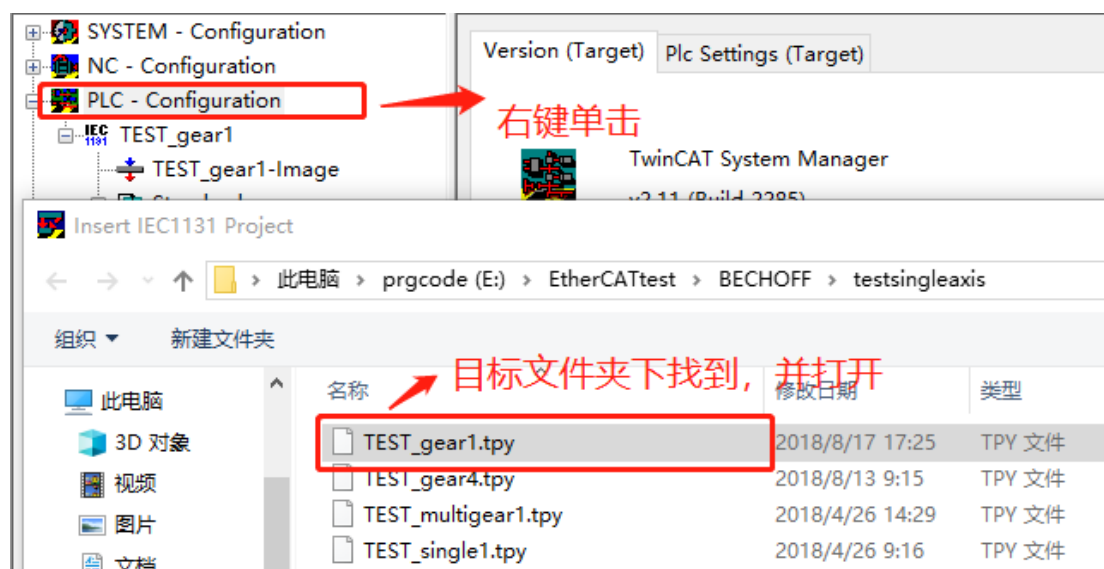 SYSTEM - Configuration
NC - Configuration
PLC - Configuration
IEC
1131
TEST_gear1
TEST_gear1-Image
Version (Target)
Plc Settings (Target)
右键单击
TwinCAT System Manager
Insert IEC1131 Project
此电脑 > prgcode (E:) > EtherCATtest > BECHOFF > testsingleaxis
组织
新建文件夹
目标文件夹下找到，并打开
此电脑
3D 对象
视频
图片
文档
名称
修改日期
类型
TEST_gear1.tpy 2018/8/17 17:25 TPY 文件
TEST_gear4.tpy 2018/8/13 9:15 TPY 文件
TEST_multigear1.tpy 2018/4/26 14:29 TPY 文件
TEST_single1.tpy 2018/4/26 9:16 TPY 文件